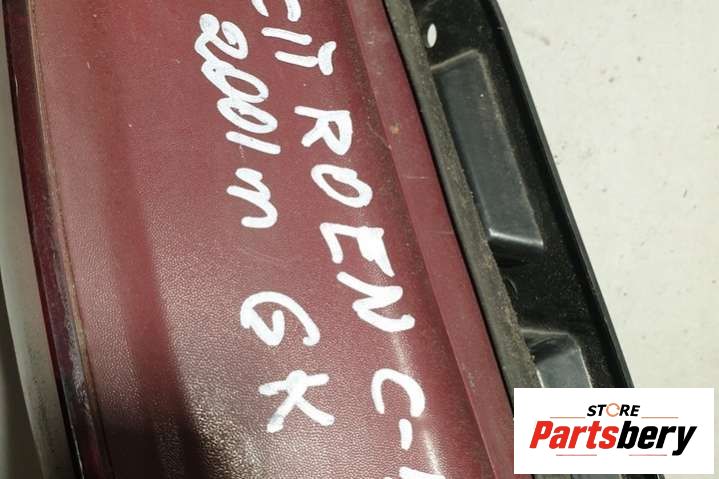 CITROEN C-
2001m GK
STORE
Partsbery